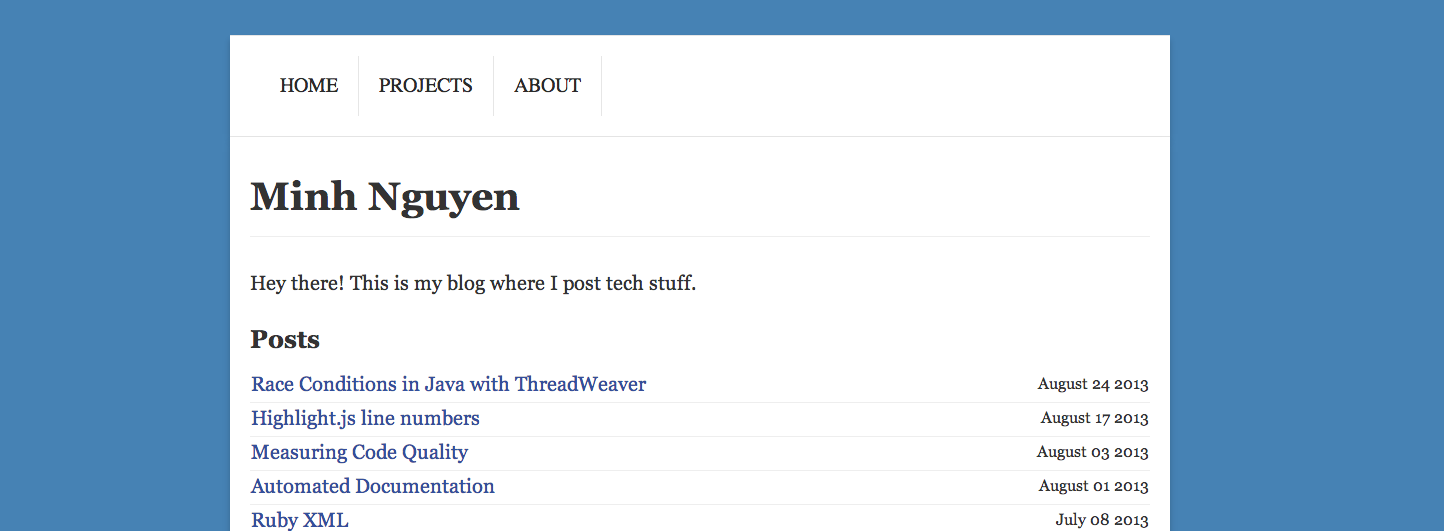 HOME PROJECTS ABOUT
Minh Nguyen
Hey there! This is my blog where I post tech stuff.
Posts
Race Conditions in Java with ThreadWeaver August 24 2013
Highlight.js line numbers August 17 2013
Measuring Code Quality August 03 2013
Automated Documentation August 01 2013
Ruby XML July 08 2013